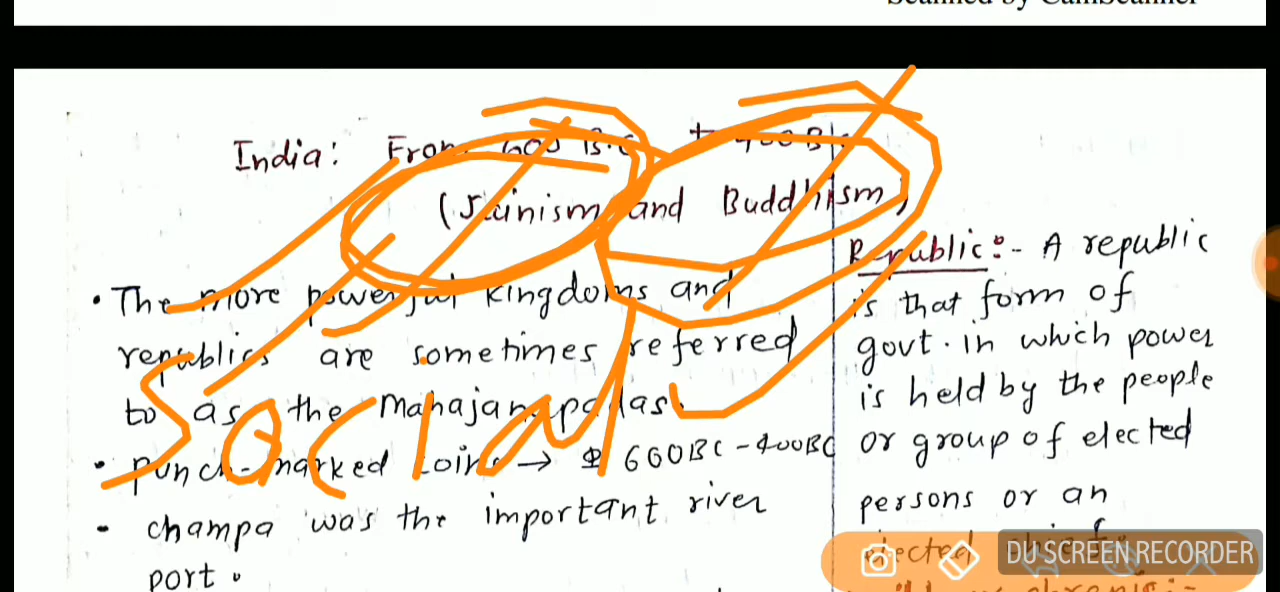 Scanned by CamScanner
India: From 600 B.C to 400 BC
(Jainism and Buddhism)
• The more powerful kingdoms and
republics are sometimes referred
to as the Mahajanapadas.
• punch-marked coins → 600BC - 400BC
- champa was the important river
port.
Republic:- A republic
is that form of
govt. in which power
is held by the people
or group of elected
persons or an
elected chief.
Social
DU SCREEN RECORDER